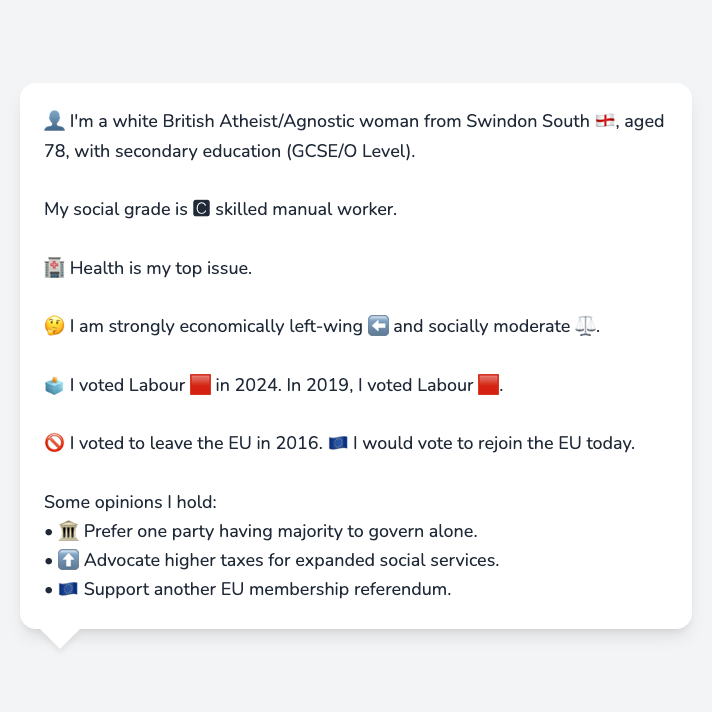 👤 I'm a white British Atheist/Agnostic woman from Swindon South 🏴󠁧󠁢󠁥󠁮󠁧󠁿, aged
78, with secondary education (GCSE/O Level).
My social grade is 🅲 skilled manual worker.
🏥 Health is my top issue.
🤔 I am strongly economically left-wing ⬅️ and socially moderate ⚖️.
🗳️ I voted Labour 🟥 in 2024. In 2019, I voted Labour 🟥.
🚫 I voted to leave the EU in 2016. 🇪🇺 I would vote to rejoin the EU today.
Some opinions I hold:
• 🏛️ Prefer one party having majority to govern alone.
• ⬆️ Advocate higher taxes for expanded social services.
• 🇪🇺 Support another EU membership referendum.